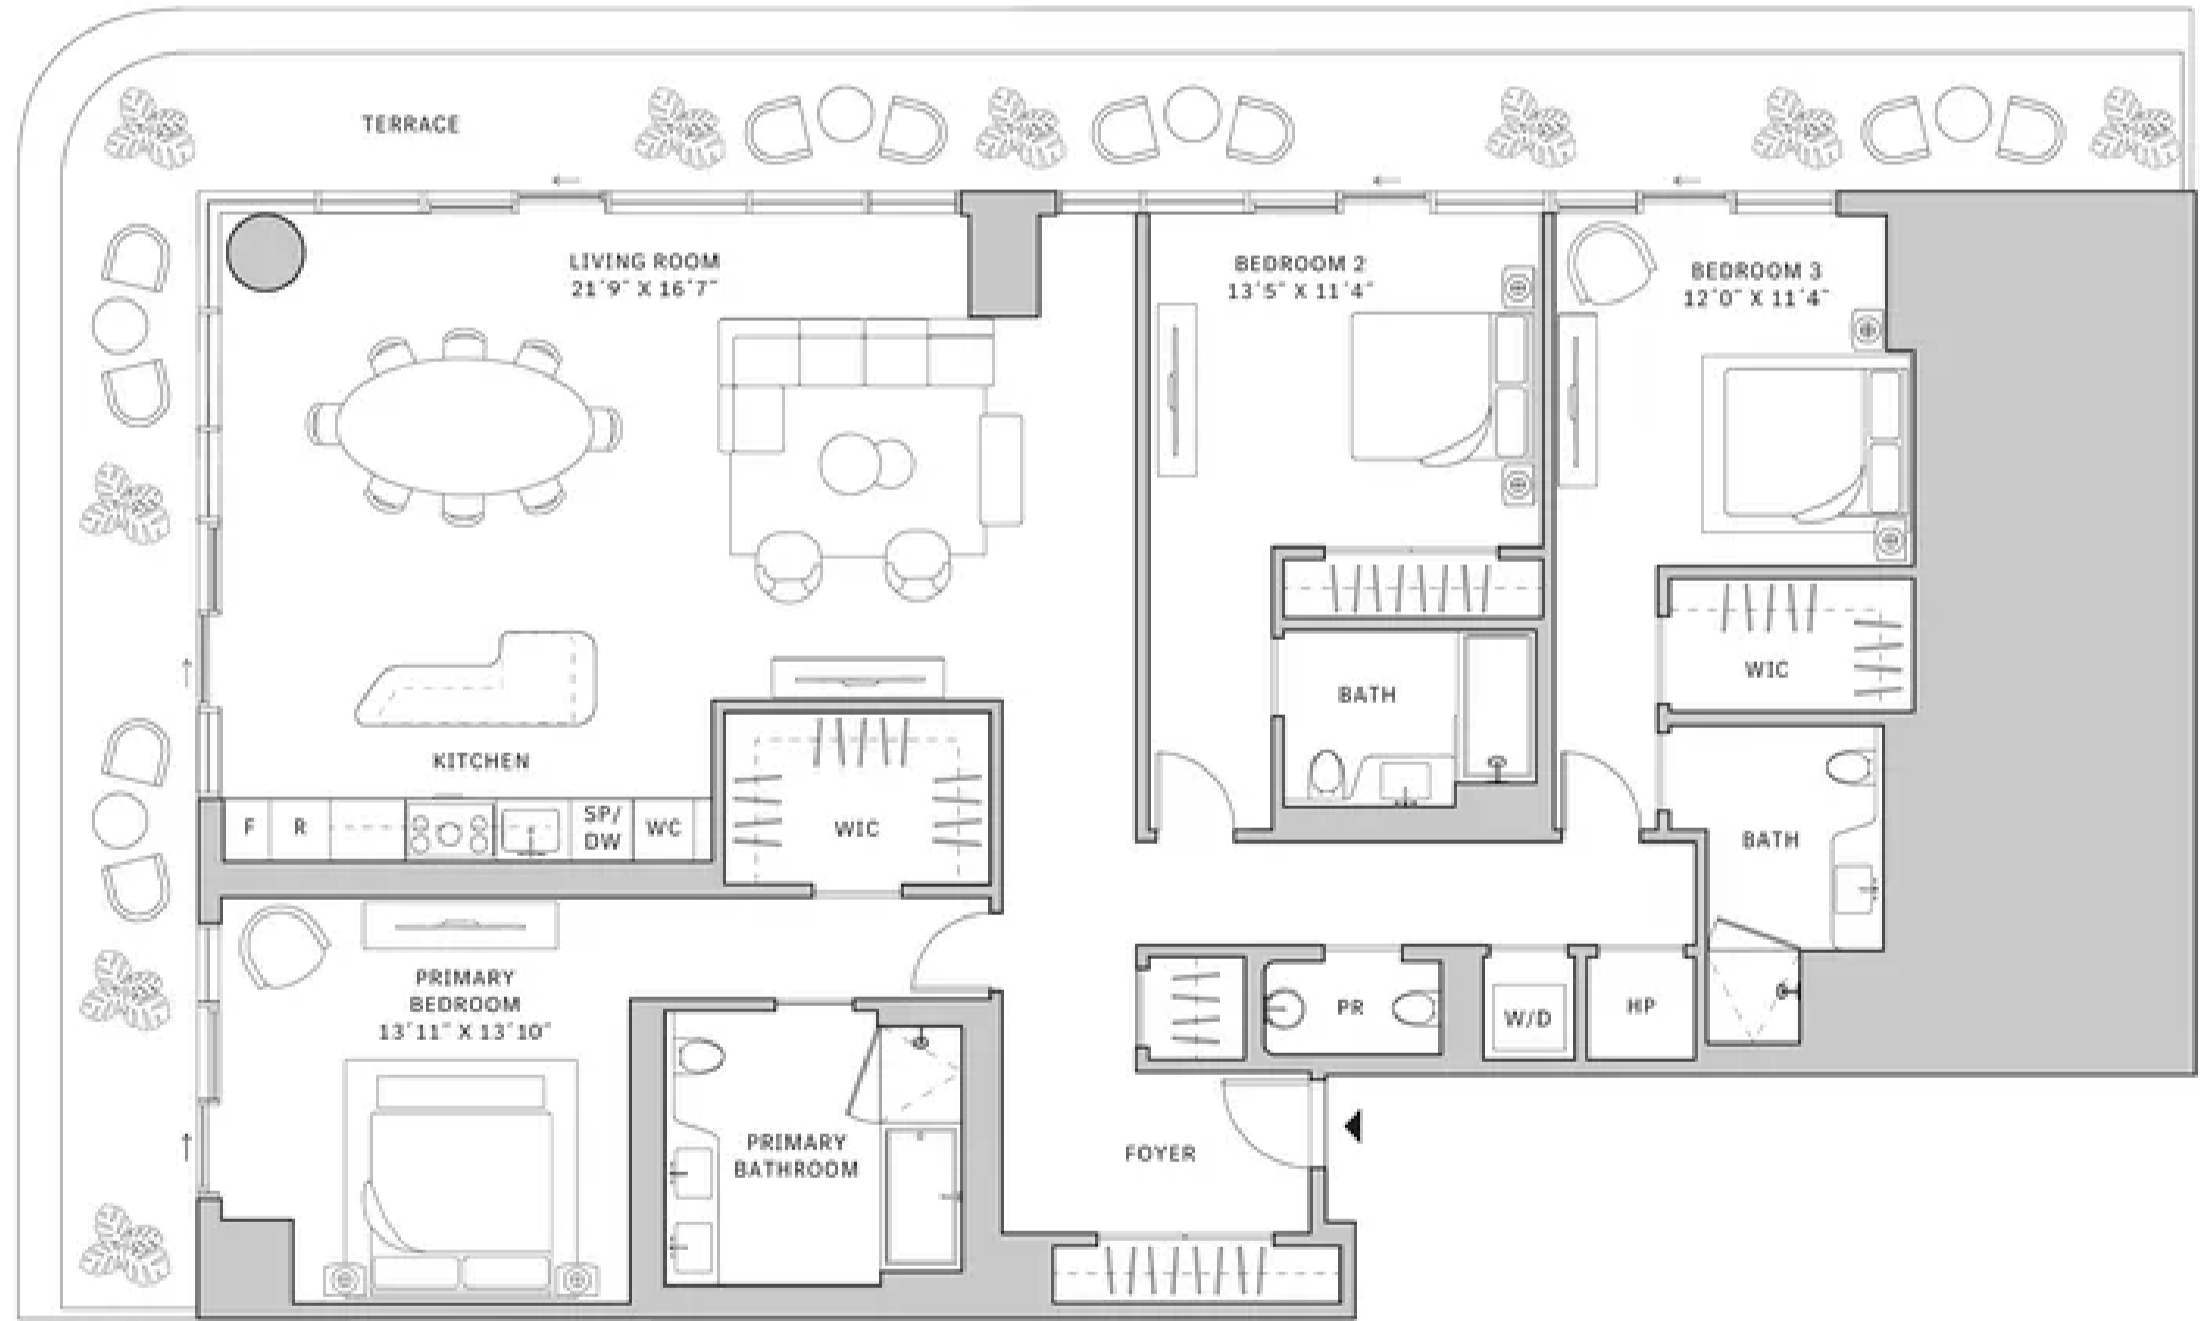 TERRACE
LIVING ROOM
21'9" X 16'7"
BEDROOM 2
13'5" X 11'4"
BEDROOM 3
12'0" X 11'4"
BATH
WIC
KITCHEN
F
R
SP/
DW
WC
WIC
BATH
PRIMARY
BEDROOM
13'11" X 13'10"
PR
W/D
HP
PRIMARY
BATHROOM
FOYER